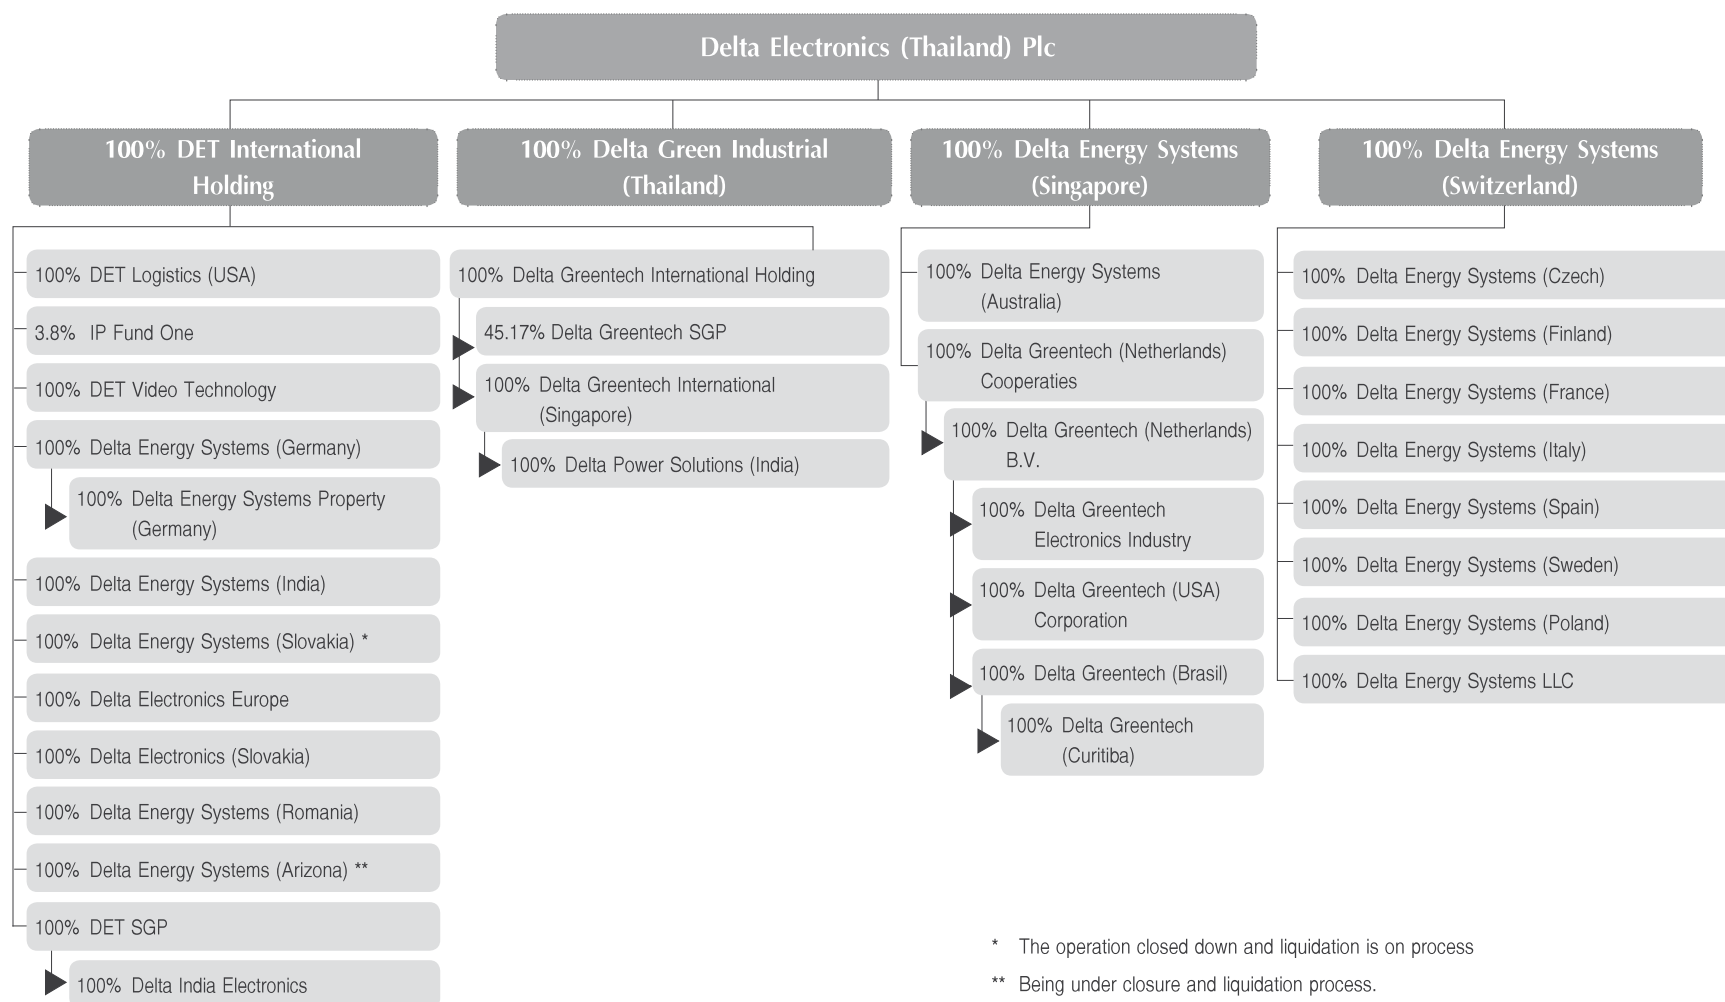 Delta Electronics (Thailand) Plc
100% DET International
Holding
100% Delta Green Industrial
(Thailand)
100% Delta Energy Systems
(Singapore)
100% Delta Energy Systems
(Switzerland)
100% DET Logistics (USA)
3.8% IP Fund One
100% DET Video Technology
100% Delta Energy Systems (Germany)
100% Delta Energy Systems Property
(Germany)
100% Delta Energy Systems (India)
100% Delta Energy Systems (Slovakia) *
100% Delta Electronics Europe
100% Delta Electronics (Slovakia)
100% Delta Energy Systems (Romania)
100% Delta Energy Systems (Arizona) **
100% DET SGP
100% Delta India Electronics
100% Delta Greentech International Holding
45.17% Delta Greentech SGP
100% Delta Greentech International
(Singapore)
100% Delta Power Solutions (India)
100% Delta Energy Systems
(Australia)
100% Delta Greentech (Netherlands)
Cooperaties
100% Delta Greentech (Netherlands)
B.V.
100% Delta Greentech
Electronics Industry
100% Delta Greentech (USA)
Corporation
100% Delta Greentech (Brasil)
100% Delta Greentech
(Curitiba)
100% Delta Energy Systems (Czech)
100% Delta Energy Systems (Finland)
100% Delta Energy Systems (France)
100% Delta Energy Systems (Italy)
100% Delta Energy Systems (Spain)
100% Delta Energy Systems (Sweden)
100% Delta Energy Systems (Poland)
100% Delta Energy Systems LLC
* The operation closed down and liquidation is on process
** Being under closure and liquidation process.